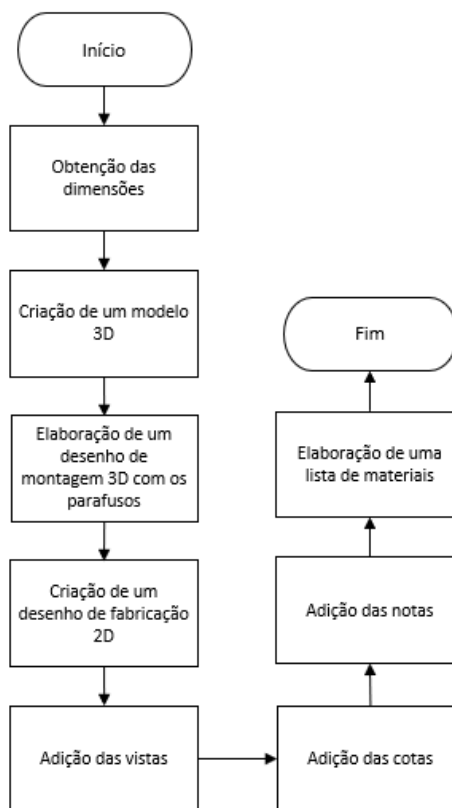 Início
Obtenção das
dimensões
Criação de um modelo
3D
Elaboração de um
desenho de
montagem 3D com os
parafusos
Criação de um
desenho de fabricação
2D
Adição das vistas
Adição das cotas
Adição das notas
Elaboração de uma
lista de materiais
Fim